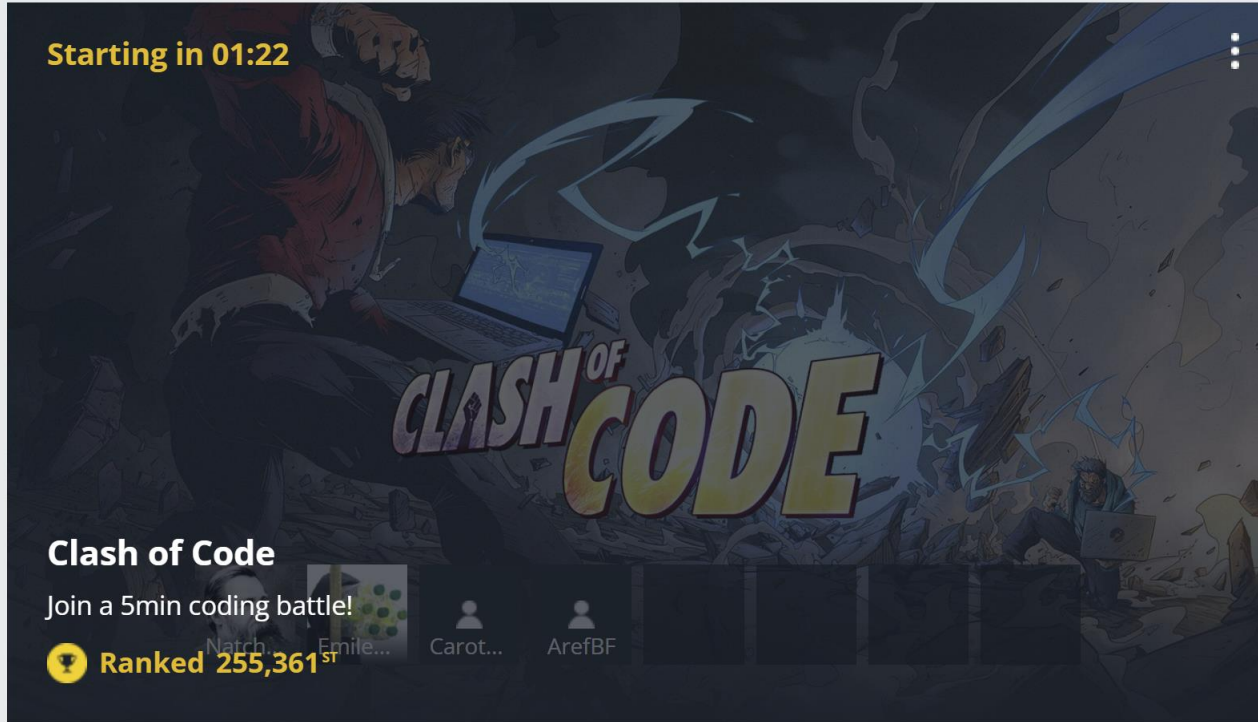 Starting in 01:22
CLASH OF
CODE
Clash of Code
Join a 5min coding battle!
Natch... Emile... Carot... ArefBF
Ranked 255,361ST